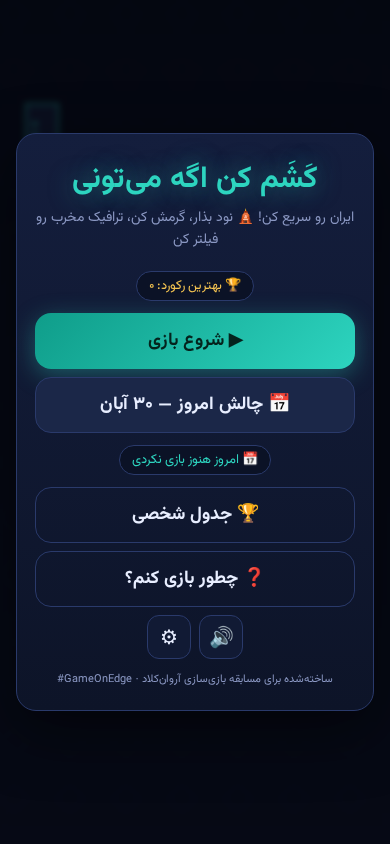 کَشَم کن اگه می‌تونی
ایران رو سریع کن! 🗼 نود بذار، گرمش کن، ترافیک مخرب رو
فیلتر کن
🏆 بهترین رکورد: ۰
▶ شروع بازی
📅 چالش امروز — ۳۰ آبان
📅 امروز هنوز بازی نکردی
🏆 جدول شخصی
❓ چطور بازی کنم؟
🔊 ⚙
ساخته‌شده برای مسابقه بازی‌سازی آروان‌کلاد · #GameOnEdge